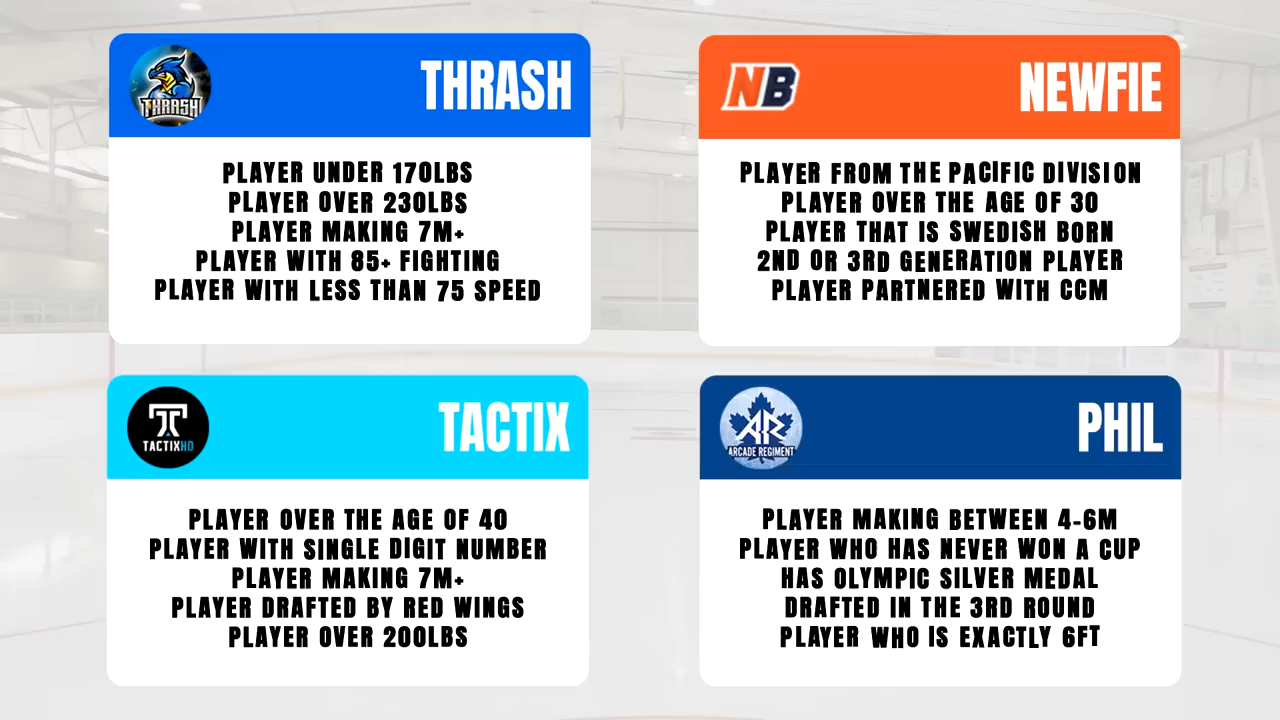 THRASH
THRASH
PLAYER UNDER 170LBS
PLAYER OVER 230LBS
PLAYER MAKING 7M+
PLAYER WITH 85+ FIGHTING
PLAYER WITH LESS THAN 75 SPEED
NB
NEWFIE
PLAYER FROM THE PACIFIC DIVISION
PLAYER OVER THE AGE OF 30
PLAYER THAT IS SWEDISH BORN
2ND OR 3RD GENERATION PLAYER
PLAYER PARTNERED WITH CCM
TACTIXHD
TACTIX
PLAYER OVER THE AGE OF 40
PLAYER WITH SINGLE DIGIT NUMBER
PLAYER MAKING 7M+
PLAYER DRAFTED BY RED WINGS
PLAYER OVER 200LBS
AR
ARCADE REGIMENT
PHIL
PLAYER MAKING BETWEEN 4-6M
PLAYER WHO HAS NEVER WON A CUP
HAS OLYMPIC SILVER MEDAL
DRAFTED IN THE 3RD ROUND
PLAYER WHO IS EXACTLY 6FT